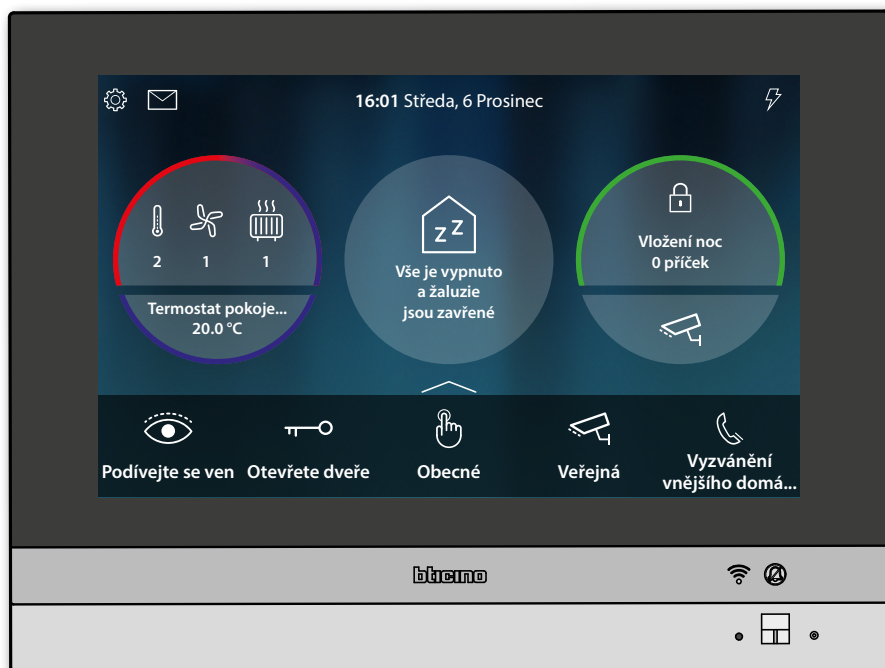 16:01 Středa, 6 Prosinec
2 1 1
Termostat pokoje...
20.0 °C
z z
Vše je vypnuto
a žaluzie
jsou zavřené
Vložení noc
0 příček
Podívejte se ven
Otevřete dveře
Obecné
Veřejná
Vyzvánění
vnějšího domá...
bticino